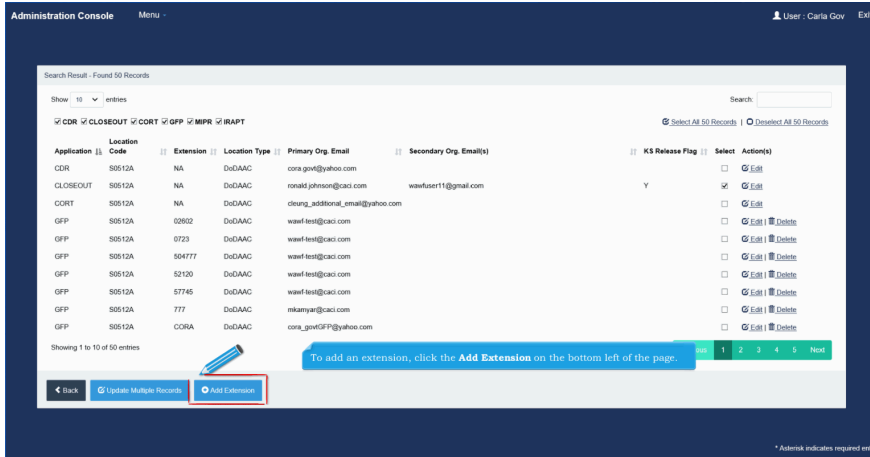 Administration Console Menu User : Carla Gov Exit
Search Result - Found 50 Records
Show 10 entries Search:
CDR CLOSEOUT CORT GFP MIPR IRAPT Select All 50 Records | Deselect All 50 Records
Application Location Code Extension Location Type Primary Org. Email Secondary Org. Email(s) KS Release Flag Select Action(s)
CDR S0512A NA DoDAAC cora.govt@yahoo.com Edit
CLOSEOUT S0512A NA DoDAAC ronald.johnson@caci.com wawfuser11@gmail.com Y Edit
CORT S0512A NA DoDAAC cleung_additional_email@yahoo.com Edit
GFP S0512A 02602 DoDAAC wawf-test@caci.com Edit | Delete
GFP S0512A 0723 DoDAAC wawf-test@caci.com Edit | Delete
GFP S0512A 504777 DoDAAC wawf-test@caci.com Edit | Delete
GFP S0512A 52120 DoDAAC wawf-test@caci.com Edit | Delete
GFP S0512A 57745 DoDAAC wawf-test@caci.com Edit | Delete
GFP S0512A 777 DoDAAC mkamyar@caci.com Edit | Delete
GFP S0512A CORA DoDAAC cora_govtGFP@yahoo.com Edit | Delete
Showing 1 to 10 of 50 entries 1 2 3 4 5 Next
To add an extension, click the Add Extension on the bottom left of the page.
Back Update Multiple Records Add Extension
* Asterisk indicates required